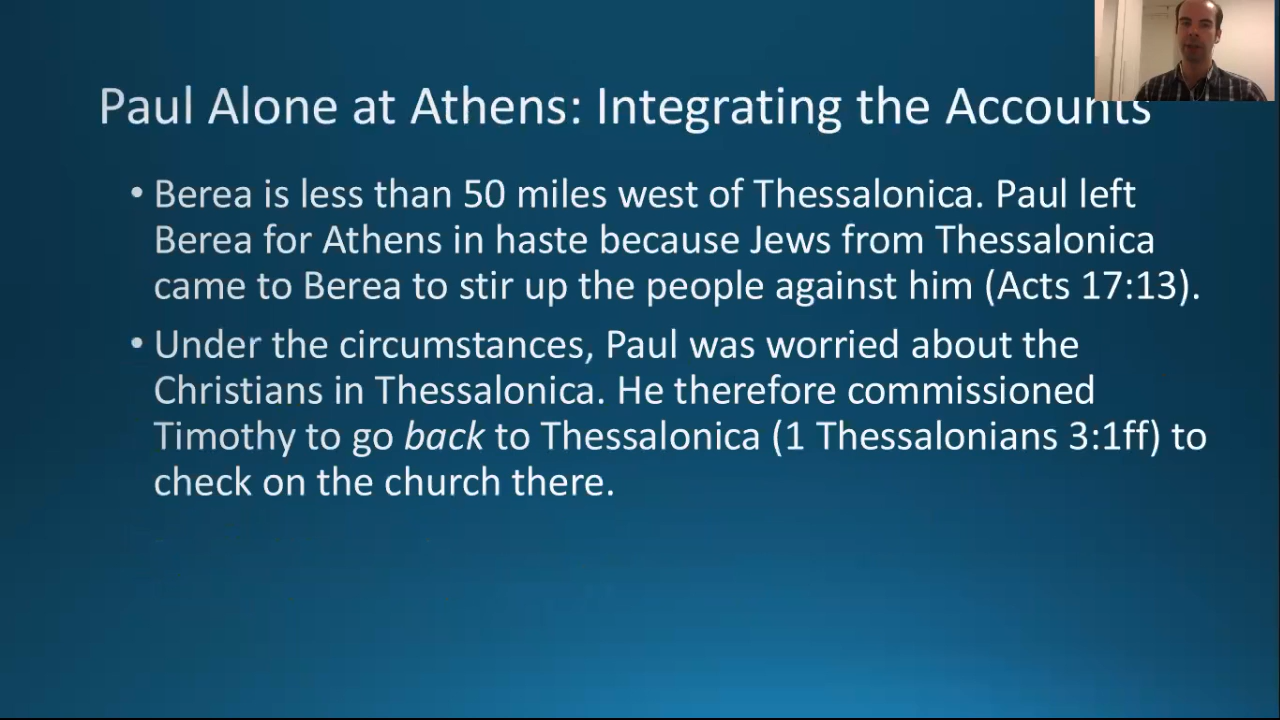 Paul Alone at Athens: Integrating the Accounts
• Berea is less than 50 miles west of Thessalonica. Paul left
Berea for Athens in haste because Jews from Thessalonica
came to Berea to stir up the people against him (Acts 17:13).
• Under the circumstances, Paul was worried about the
Christians in Thessalonica. He therefore commissioned
Timothy to go back to Thessalonica (1 Thessalonians 3:1ff) to
check on the church there.